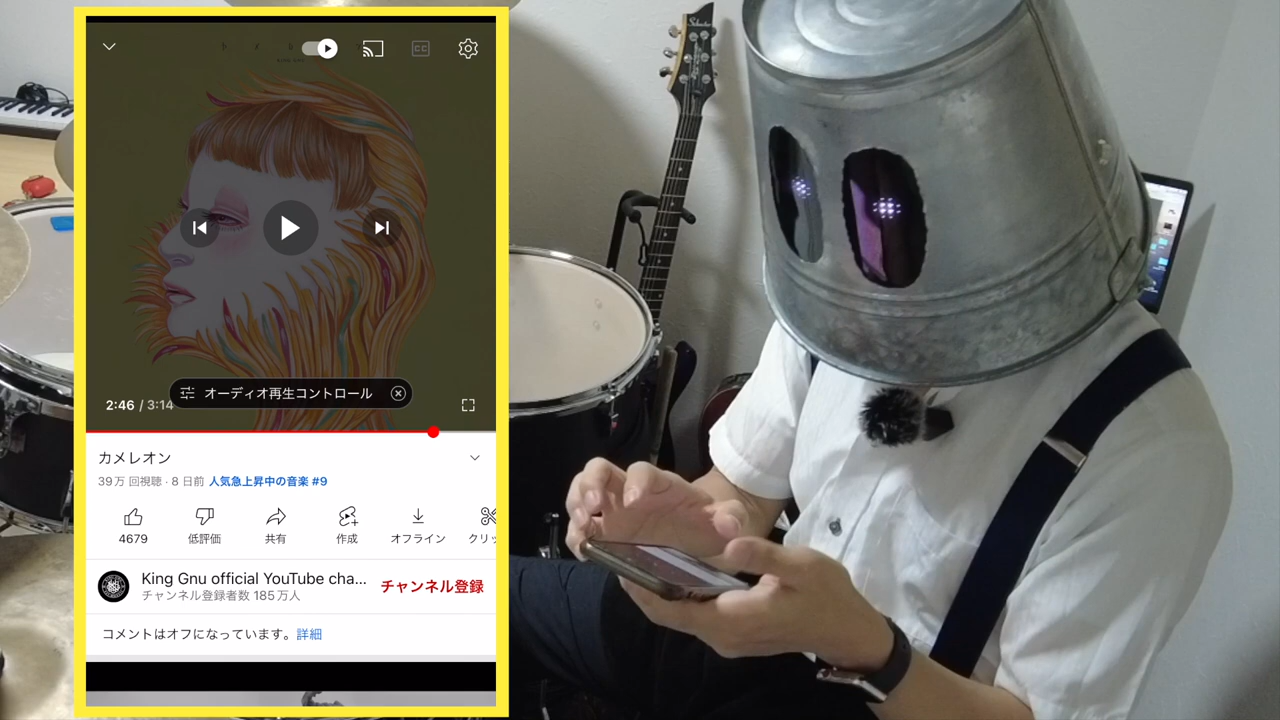 CC
オーディオ再生コントロール
2:46 / 3:14
カメレオン
39万 回視聴・8 日前 人気急上昇中の音楽 #9
4679 低評価 共有 作成 オフライン クリッ
King Gnu official YouTube cha...
チャンネル登録
チャンネル登録者数 185万人
コメントはオフになっています。詳細
Schecter